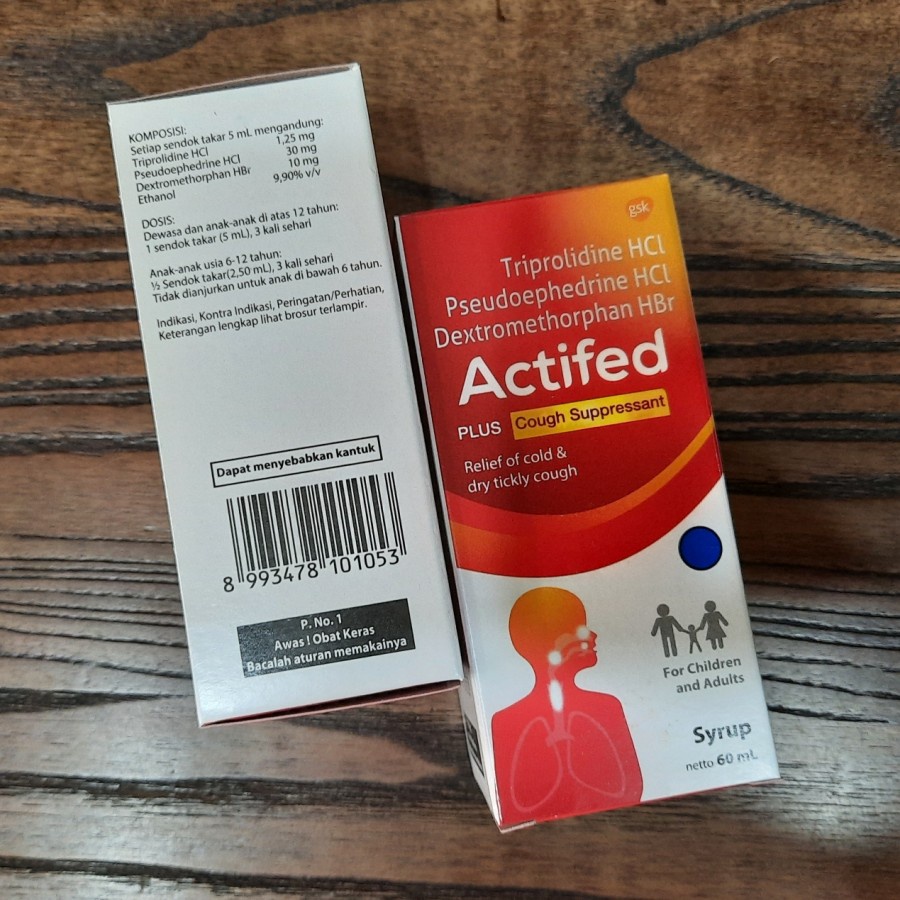 KOMPOSISI:
Setiap sendok takar 5 mL mengandung:
Triprolidine HCl 1,25 mg
Pseudoephedrine HCl 30 mg
Dextromethorphan HBr 10 mg
Ethanol 9,90% v/v
DOSIS:
Dewasa dan anak-anak di atas 12 tahun:
1 sendok takar (5 mL), 3 kali sehari
Anak-anak usia 6-12 tahun:
½ Sendok takar(2,50 mL), 3 kali sehari
Tidak dianjurkan untuk anak di bawah 6 tahun.
Indikasi, Kontra Indikasi, Peringatan/Perhatian,
Keterangan lengkap lihat brosur terlampir.
Dapat menyebabkan kantuk
8 993478 101053
P. No. 1
Awas! Obat Keras
Bacalah aturan memakainya
gsk
Triprolidine HCl
Pseudoephedrine HCl
Dextromethorphan HBr
Actifed
PLUS Cough Suppressant
Relief of cold &
dry tickly cough
For Children
and Adults
Syrup
netto 60 mL